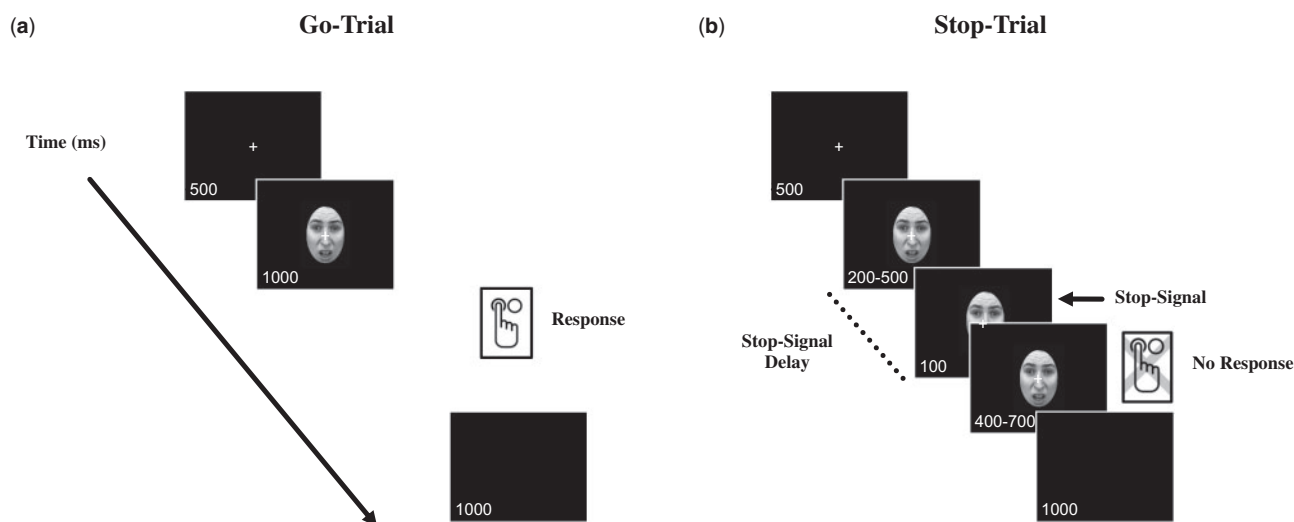 (a)
Go-Trial
Time (ms)
500
1000
Response
1000
(b)
Stop-Trial
500
200-500
Stop-Signal
Stop-Signal
Delay
100
No Response
400-700
1000